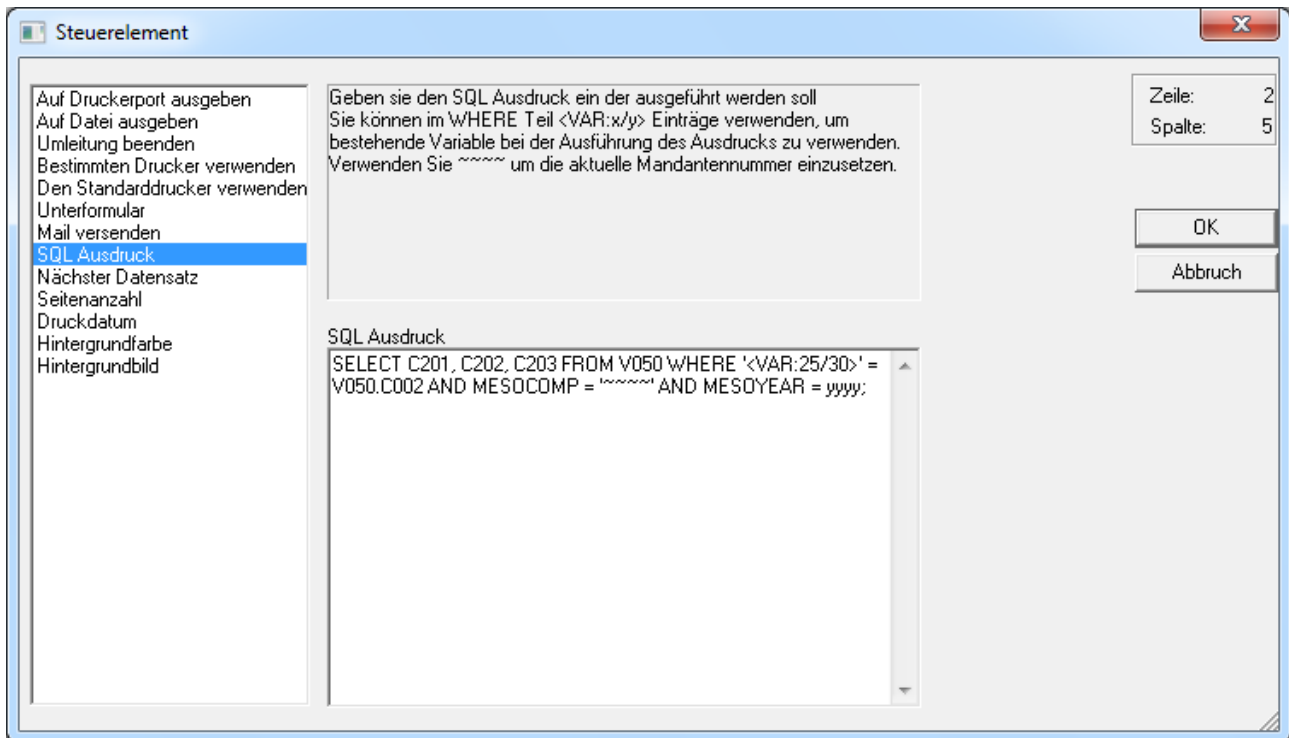 Steuerelement
Auf Druckerport ausgeben
Auf Datei ausgeben
Umleitung beenden
Bestimmten Drucker verwenden
Den Standarddrucker verwenden
Unterformular
Mail versenden
SQL Ausdruck
Nächster Datensatz
Seitenanzahl
Druckdatum
Hintergrundfarbe
Hintergrundbild
Geben sie den SQL Ausdruck ein der ausgeführt werden soll
Sie können im WHERE Teil <VAR:x/y> Einträge verwenden, um
bestehende Variable bei der Ausführung des Ausdrucks zu verwenden.
Verwenden Sie ~~~~ um die aktuelle Mandantennummer einzusetzen.
SQL Ausdruck
SELECT C201, C202, C203 FROM V050 WHERE '<VAR:25/30>' =
V050.C002 AND MESOCOMP = '~~~~' AND MESOYEAR = yyyy;
Zeile: 2
Spalte: 5
OK
Abbruch